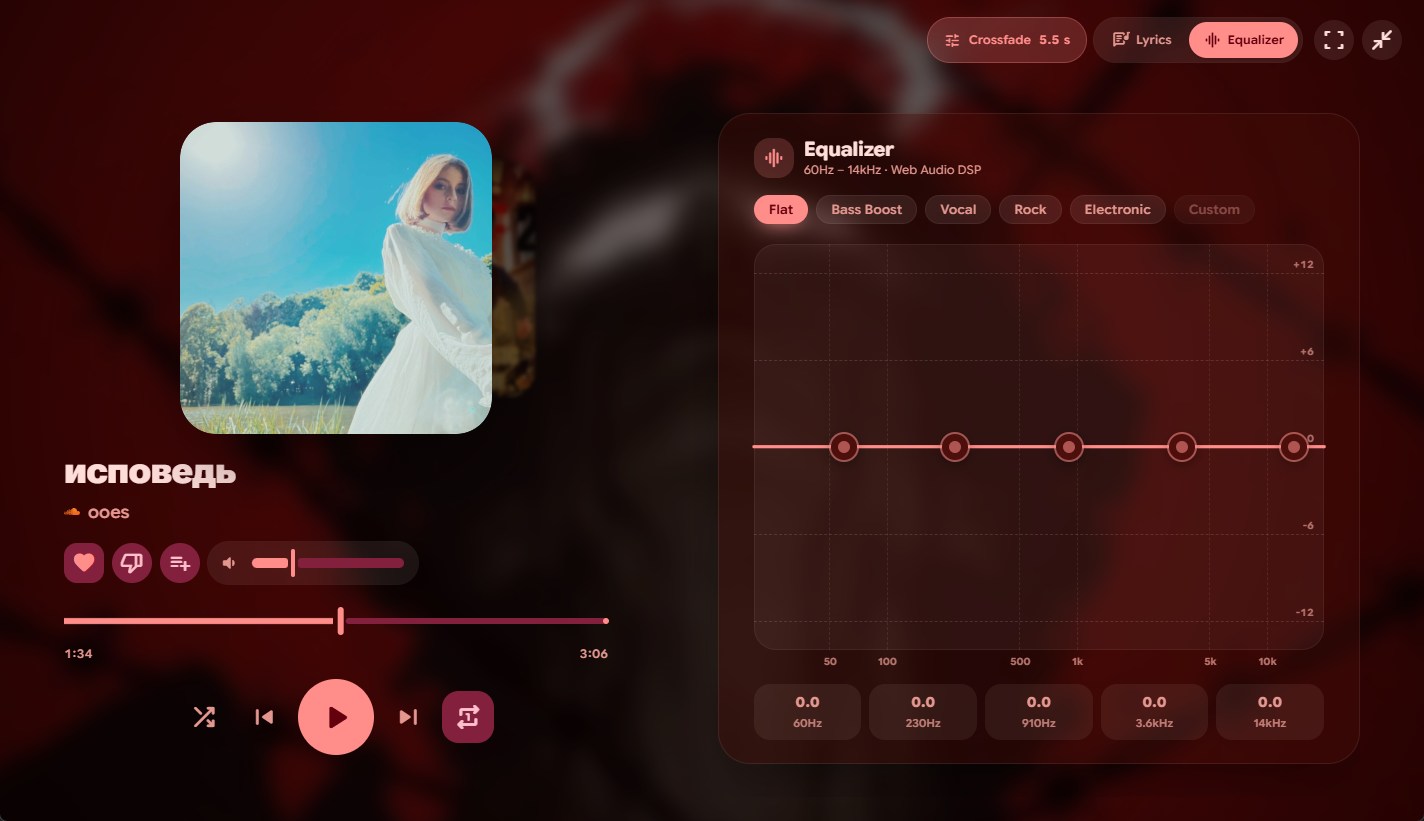 Crossfade 5.5 s
Lyrics
Equalizer
исповедь
ooes
1:34
3:06
1
Equalizer
60Hz – 14kHz · Web Audio DSP
Flat
Bass Boost
Vocal
Rock
Electronic
Custom
+12
+6
0
-6
-12
50
100
500
1k
5k
10k
0.0
60Hz
0.0
230Hz
0.0
910Hz
0.0
3.6kHz
0.0
14kHz